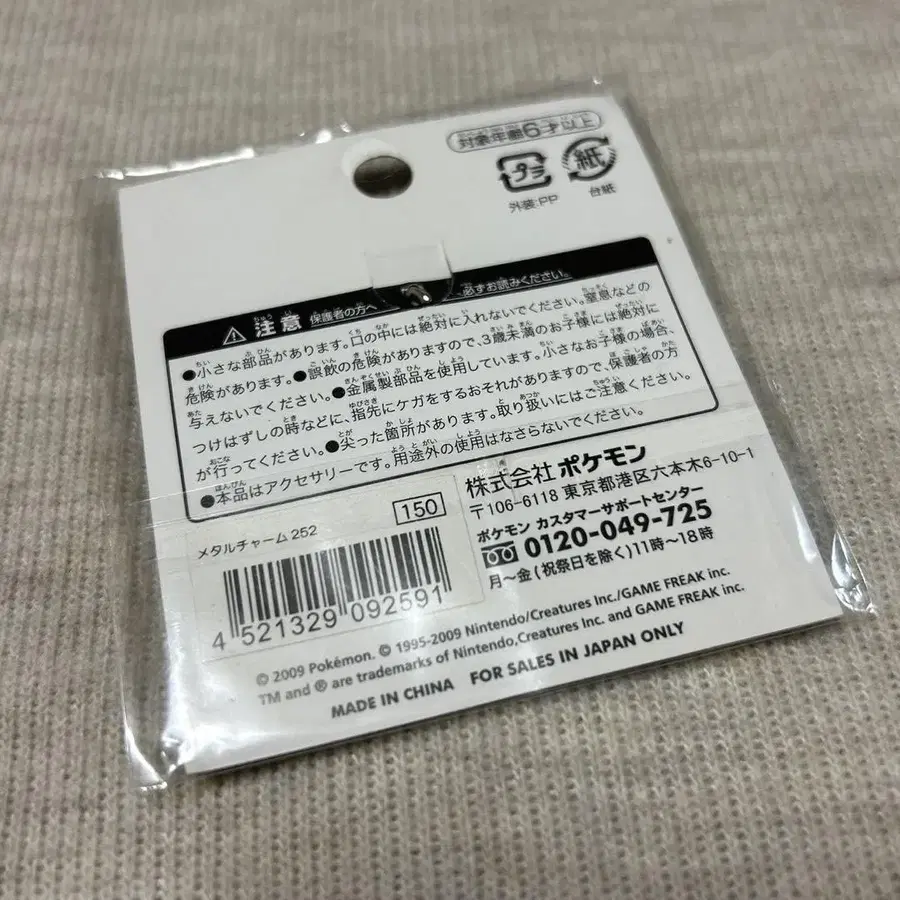 対象年齢6才以上
プラ 紙
外装:PP 台紙
注意 保護者の方へ 必ずお読みください。
●小さな部品があります。口の中には絶対に入れないでください。窒息などの
危険があります。●誤飲の危険がありますので、3歳未満のお子様には絶対に
与えないでください。●金属製部品を使用しています。小さなお子様の場合、
つけはずしの時などに、指先にケガをするおそれがありますので、保護者の方
が行ってください。●尖った箇所があります。取り扱いにはご注意ください。
●本品はアクセサリーです。用途外の使用はなさらないでください。
株式会社ポケモン
〒106-6118 東京都港区六本木6-10-1
ポケモン カスタマーサポートセンター
0120-049-725
月〜金(祝祭日を除く)11時〜18時
150
メタルチャーム252
4 521329 092591
© 2009 Pokémon. © 1995-2009 Nintendo/Creatures Inc./GAME FREAK inc.
TM and ® are trademarks of Nintendo,Creatures Inc. and GAME FREAK inc.
MADE IN CHINA FOR SALES IN JAPAN ONLY